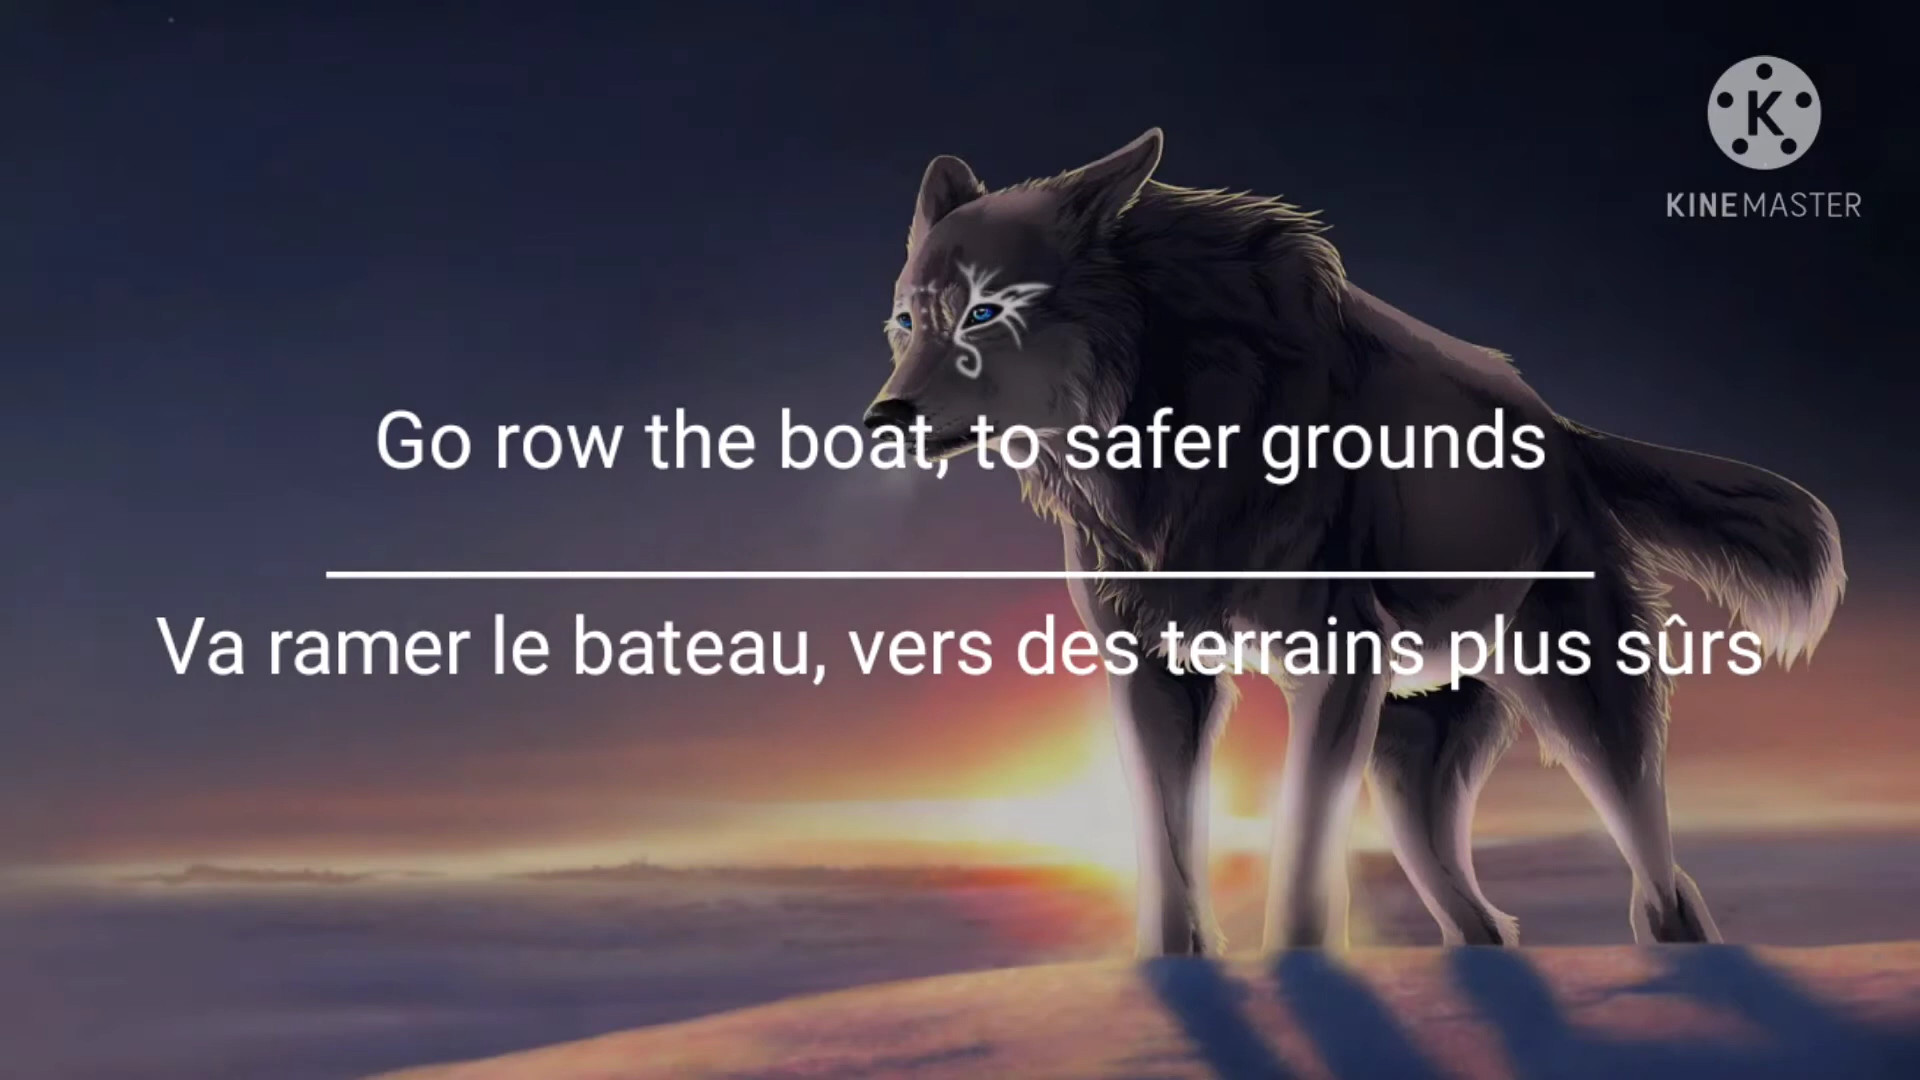 K
KINEMASTER
Go row the boat, to safer grounds
Va ramer le bateau, vers des terrains plus sûrs